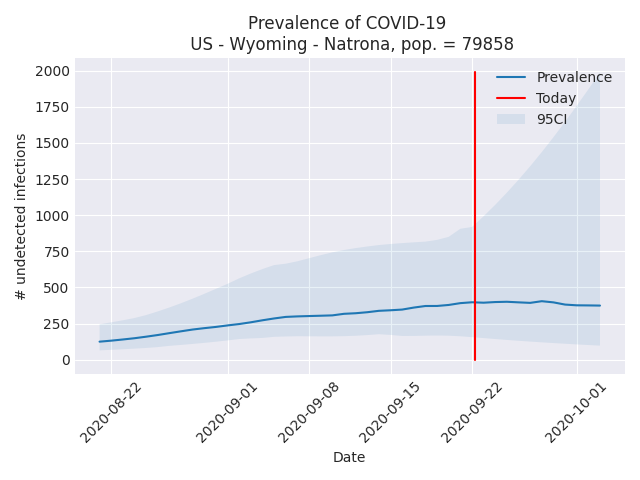 Prevalence of COVID-19
US - Wyoming - Natrona, pop. = 79858
2000
1750
1500
1250
1000
750
500
250
0
# undetected infections
Prevalence
Today
95CI
2020-08-22
2020-09-01
2020-09-08
2020-09-15
2020-09-22
2020-10-01
Date